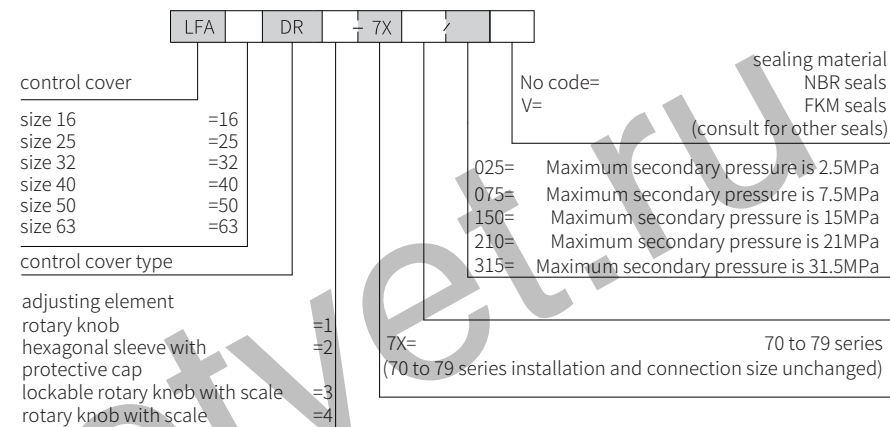 LFA DR – 7X /
control cover
size 16 =16
size 25 =25
size 32 =32
size 40 =40
size 50 =50
size 63 =63
control cover type
adjusting element
rotary knob =1
hexagonal sleeve with =2
protective cap
lockable rotary knob with scale =3
rotary knob with scale =4
sealing material
No code= NBR seals
V= FKM seals
(consult for other seals)
025= Maximum secondary pressure is 2.5MPa
075= Maximum secondary pressure is 7.5MPa
150= Maximum secondary pressure is 15MPa
210= Maximum secondary pressure is 21MPa
315= Maximum secondary pressure is 31.5MPa
7X= 70 to 79 series
(70 to 79 series installation and connection size unchanged)